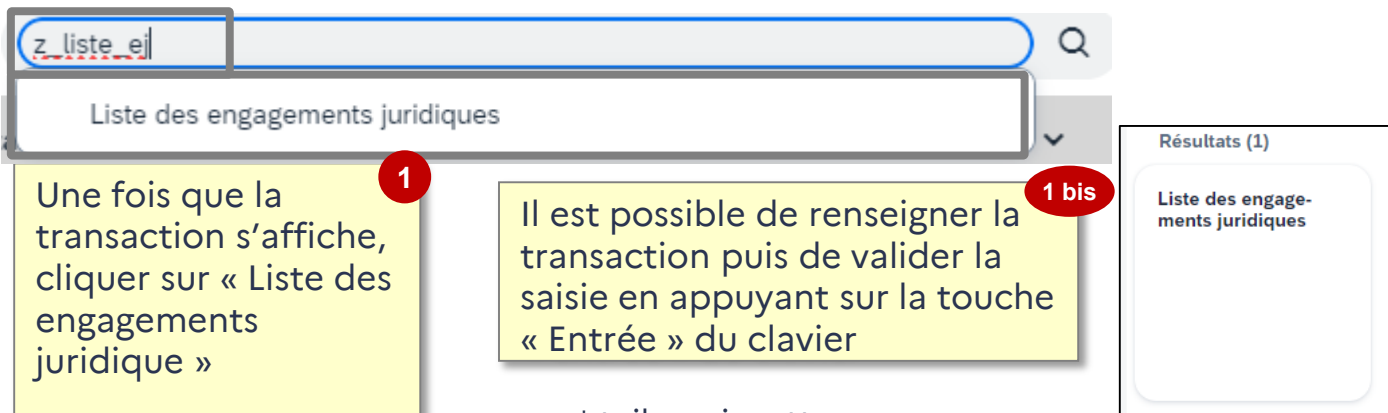 z_liste_ej
Liste des engagements juridiques
1
Une fois que la
transaction s’affiche,
cliquer sur « Liste des
engagements
juridique »
1 bis
Il est possible de renseigner la
transaction puis de valider la
saisie en appuyant sur la touche
« Entrée » du clavier
Résultats (1)
Liste des engage-
ments juridiques